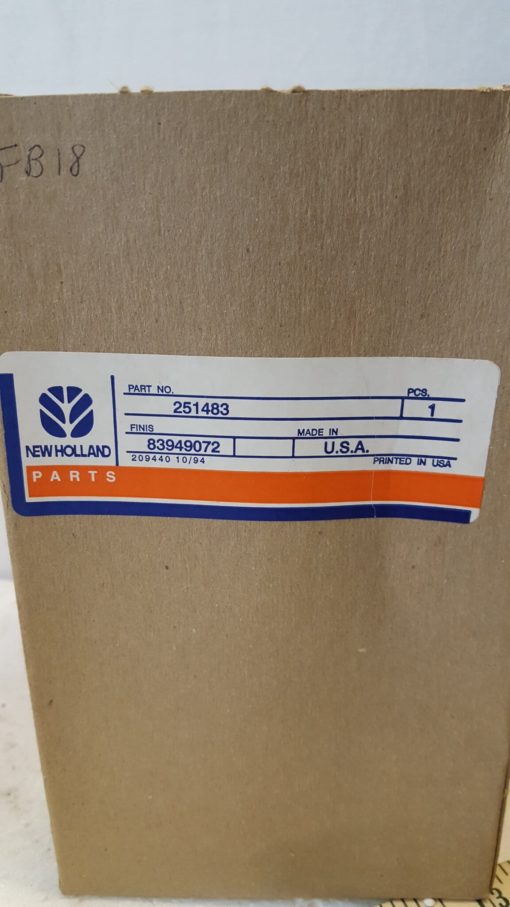 FB18
PART NO.
PCS.
251483
1
FINIS
MADE IN
83949072
U.S.A.
NEW HOLLAND
209440 10/94
PRINTED IN USA
PARTS